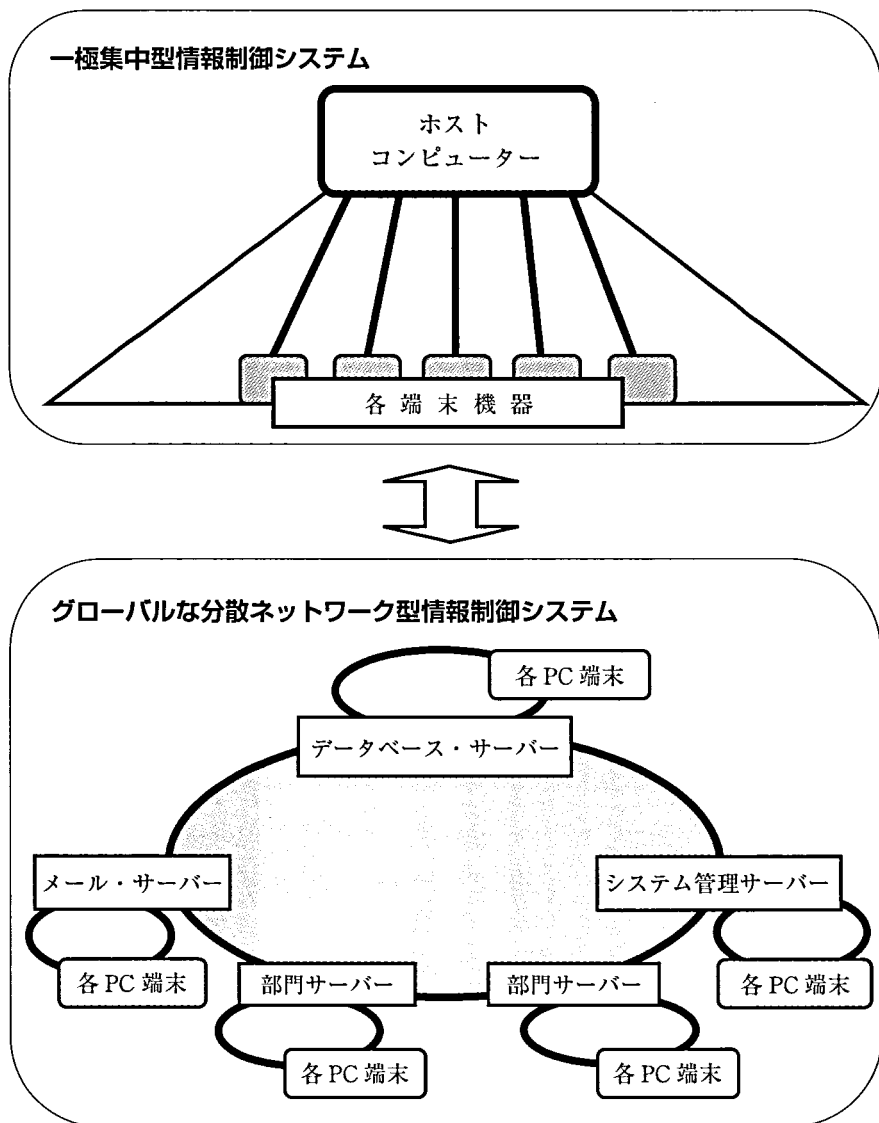 一極集中型情報制御システム
ホスト
コンピューター
各端末機器
グローバルな分散ネットワーク型情報制御システム
各PC端末
データベース・サーバー
メール・サーバー
システム管理サーバー
各PC端末
部門サーバー
部門サーバー
各PC端末
各PC端末
各PC端末